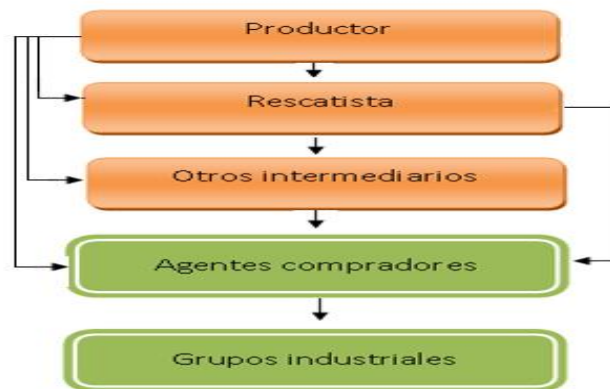 Productor
Rescatista
Otros intermediarios
Agentes compradores
Grupos industriales